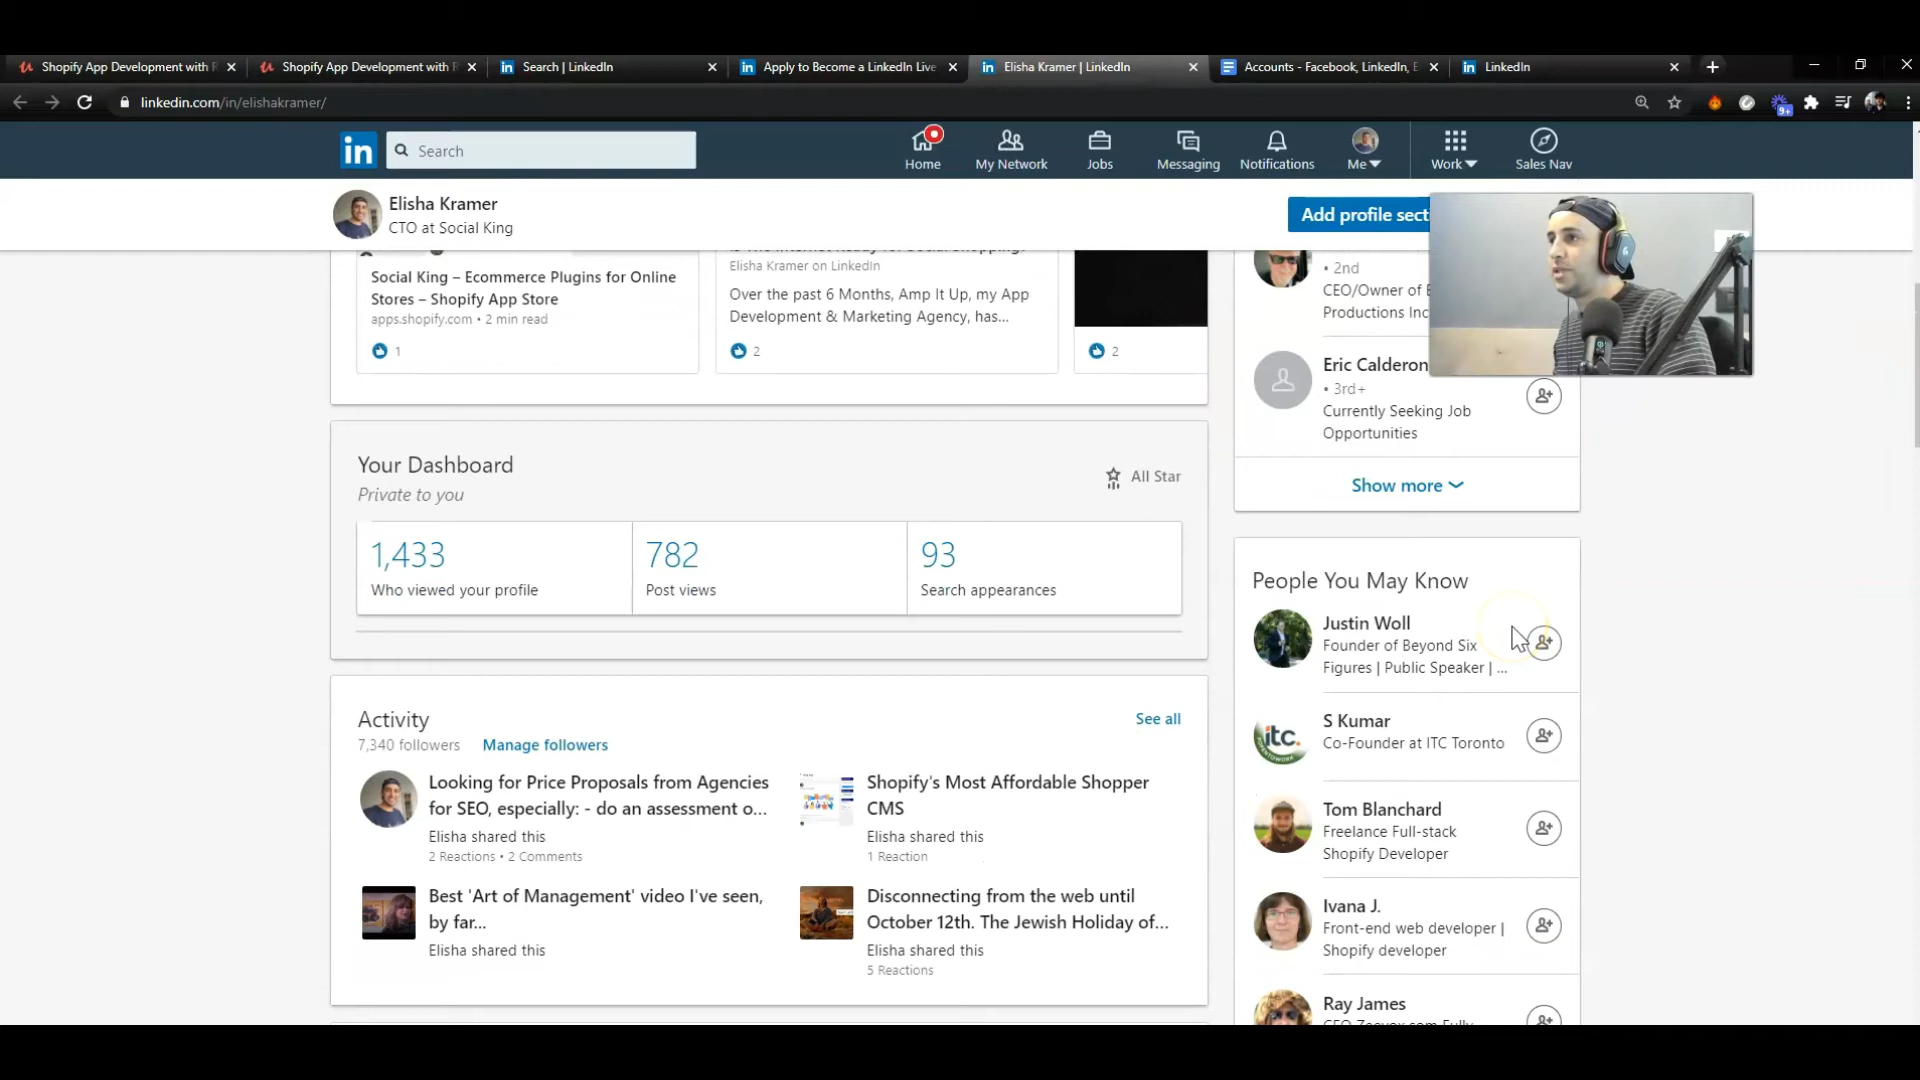 Shopify App Development with R
Shopify App Development with R
Search | LinkedIn
Apply to Become a LinkedIn Live
Elisha Kramer | LinkedIn
Accounts - Facebook, LinkedIn, E
LinkedIn
linkedin.com/in/elishakramer/
9+
in
Search
Home
My Network
Jobs
Messaging
Notifications
Me
Work
Sales Nav
Elisha Kramer
CTO at Social King
Add profile secti
Social King – Ecommerce Plugins for Online
Stores – Shopify App Store
apps.shopify.com • 2 min read
1
Is The Internet Ready for Social Shopping?
Elisha Kramer on LinkedIn
Over the past 6 Months, Amp It Up, my App
Development & Marketing Agency, has...
2
2
• 2nd
CEO/Owner of E
Productions Inc
Eric Calderon
• 3rd+
Currently Seeking Job
Opportunities
Show more
Your Dashboard
Private to you
All Star
1,433
Who viewed your profile
782
Post views
93
Search appearances
Activity
7,340 followers
Manage followers
See all
Looking for Price Proposals from Agencies
for SEO, especially: - do an assessment o...
Elisha shared this
2 Reactions • 2 Comments
Shopify's Most Affordable Shopper
CMS
Elisha shared this
1 Reaction
Best 'Art of Management' video I've seen,
by far...
Elisha shared this
Disconnecting from the web until
October 12th. The Jewish Holiday of...
Elisha shared this
5 Reactions
People You May Know
Justin Woll
Founder of Beyond Six
Figures | Public Speaker | ...
S Kumar
Co-Founder at ITC Toronto
itc.
Tom Blanchard
Freelance Full-stack
Shopify Developer
Ivana J.
Front-end web developer |
Shopify developer
Ray James